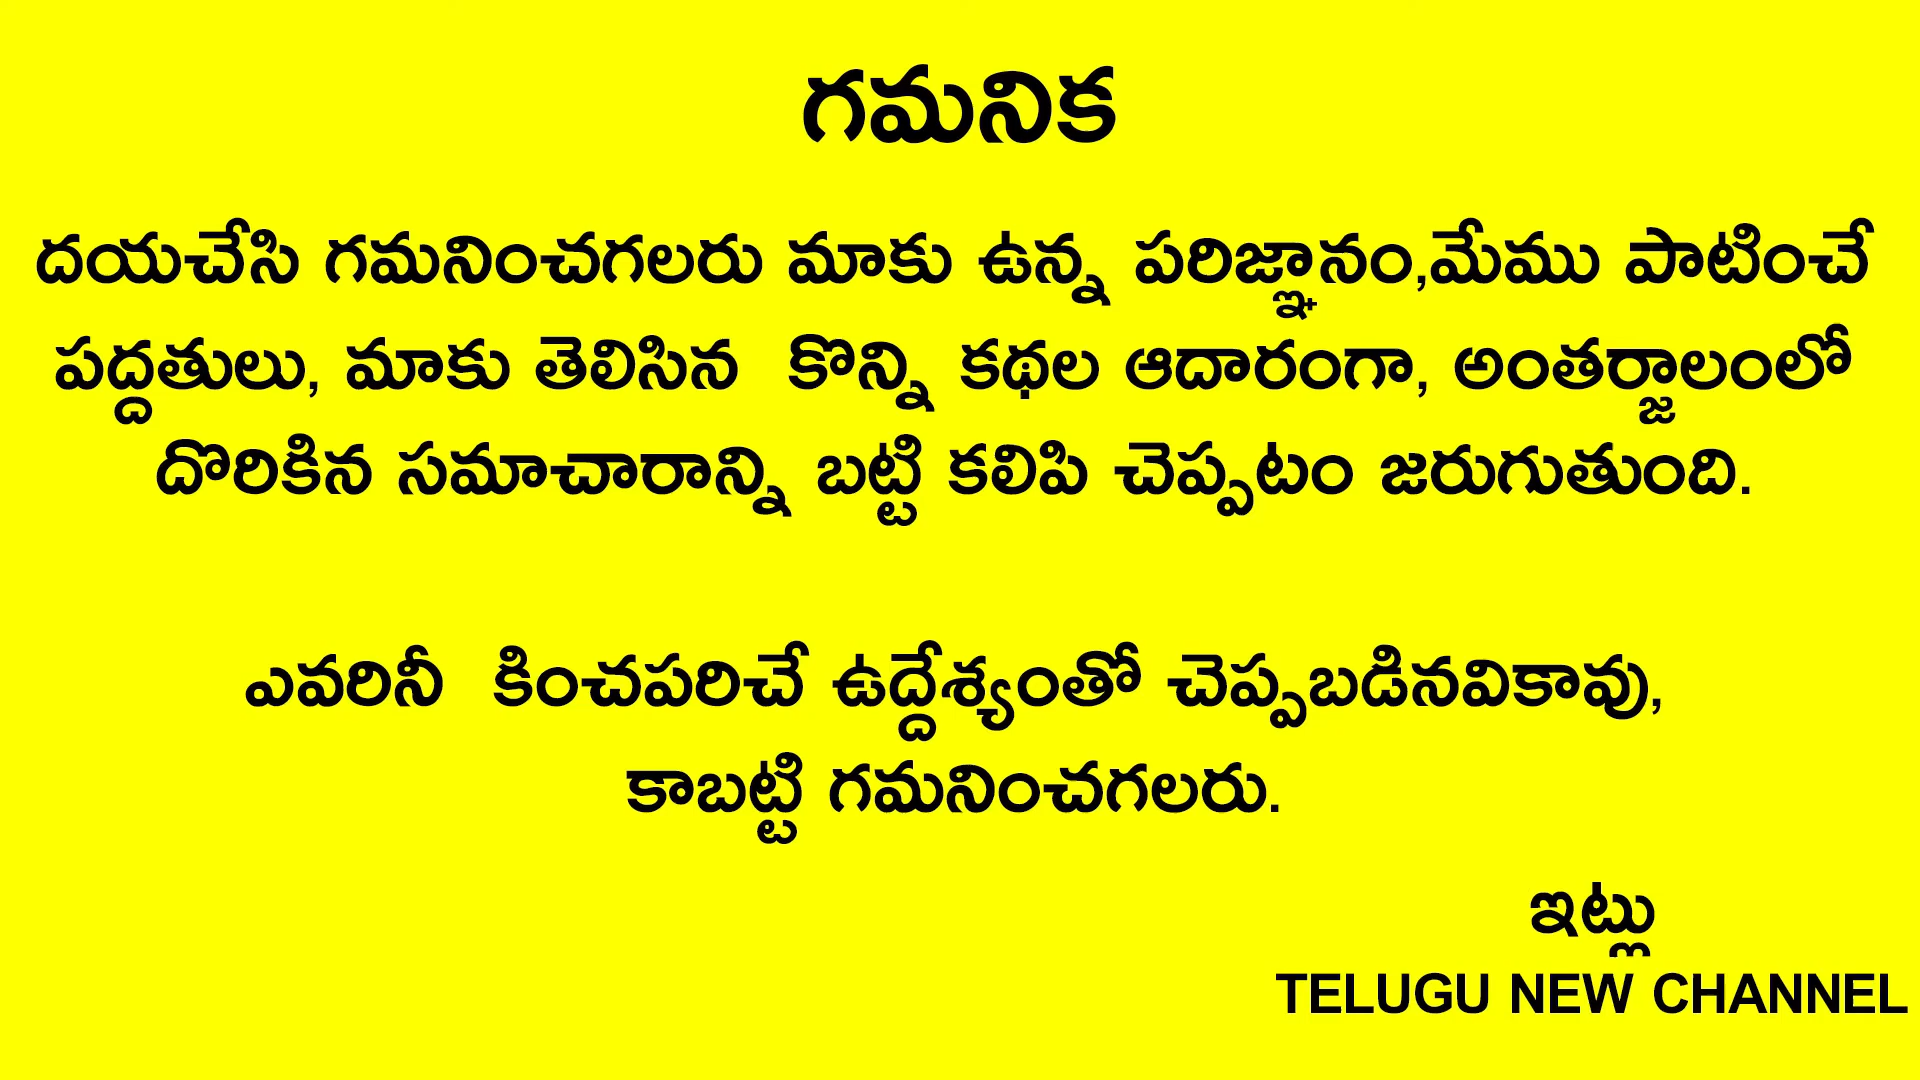 గమనిక
దయచేసి గమనించగలరు మాకు ఉన్న పరిజ్ఞానం,మేము పాటించే
పద్దతులు, మాకు తెలిసిన కొన్ని కథల ఆదారంగా, అంతర్జాలంలో
దొరికిన సమాచారాన్ని బట్టి కలిపి చెప్పటం జరుగుతుంది.
ఎవరినీ కించపరిచే ఉద్దేశ్యంతో చెప్పబడినవికావు,
కాబట్టి గమనించగలరు.
ఇట్లు
TELUGU NEW CHANNEL